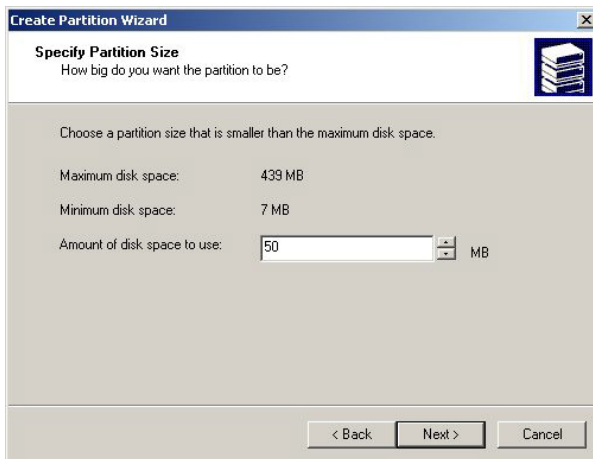 Create Partition Wizard
Specify Partition Size
How big do you want the partition to be?
Choose a partition size that is smaller than the maximum disk space.
Maximum disk space: 439 MB
Minimum disk space: 7 MB
Amount of disk space to use: 50 MB
< Back Next > Cancel